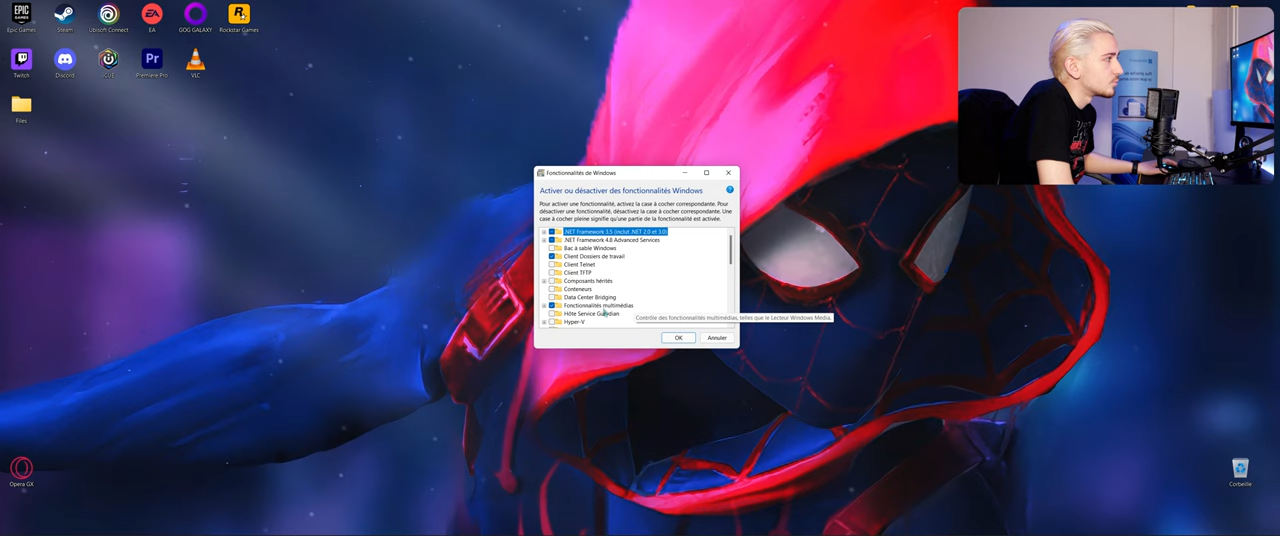 Epic Games
Steam
Ubisoft Connect
EA
GOG GALAXY
Rockstar Games
Twitch
Discord
iCUE
Premiere Pro
VLC
Files
Fonctionnalités de Windows
Activer ou désactiver des fonctionnalités Windows
Pour activer une fonctionnalité, activez la case à cocher correspondante. Pour
désactiver une fonctionnalité, désactivez la case à cocher correspondante. Une
case à cocher pleine signifie qu'une partie de la fonctionnalité est activée.
.NET Framework 3.5 (inclut .NET 2.0 et 3.0)
.NET Framework 4.8 Advanced Services
Bac à sable Windows
Client Dossiers de travail
Client Telnet
Client TFTP
Composants hérités
Conteneurs
Data Center Bridging
Fonctionnalités multimédias
Hôte Service Guardian
Contrôle des fonctionnalités multimédias, telles que le Lecteur Windows Media.
Hyper-V
OK
Annuler
Opera GX
Corbeille